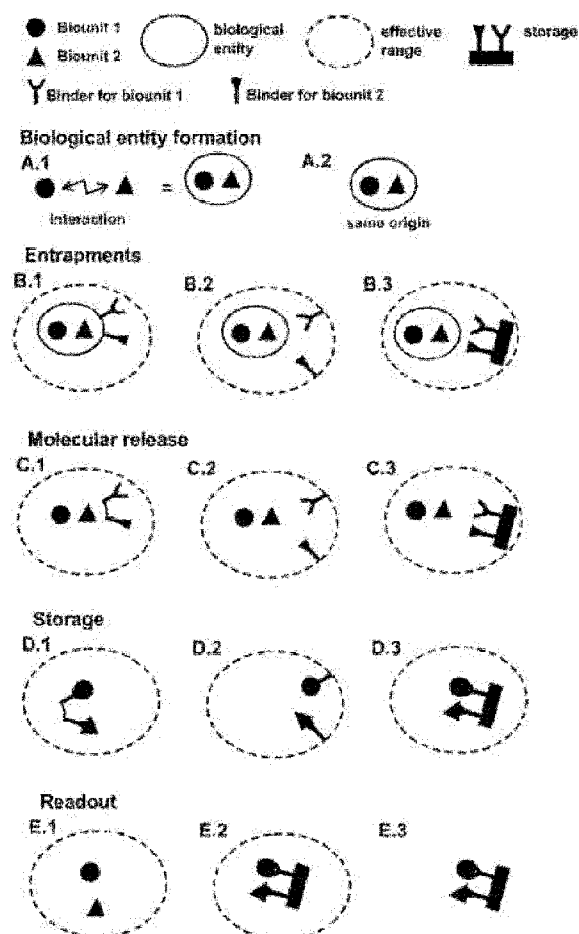 Biounit 1
Biounit 2
biological entity
effective range
storage
Binder for biounit 1
Binder for biounit 2
Biological entity formation
A.1
=
A.2
interaction
same origin
Entrapments
B.1
B.2
B.3
Molecular release
C.1
C.2
C.3
Storage
D.1
D.2
D.3
Readout
E.1
E.2
E.3